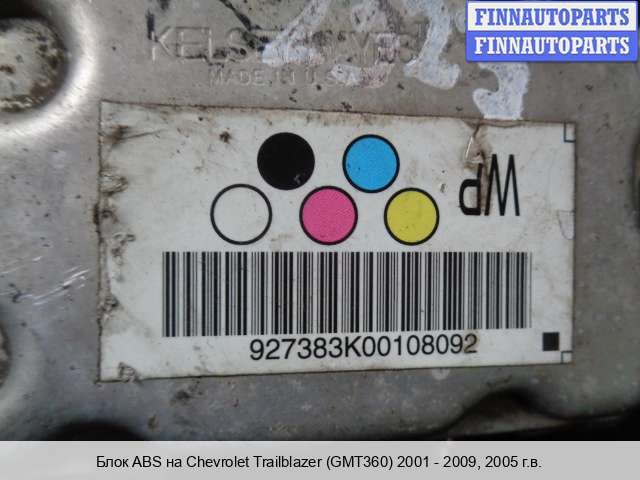 FINNAUTOPARTS
FINNAUTOPARTS
MADE IN U.S.A.
WP
927383K00108092
Блок ABS на Chevrolet Trailblazer (GMT360) 2001 - 2009, 2005 г.в.